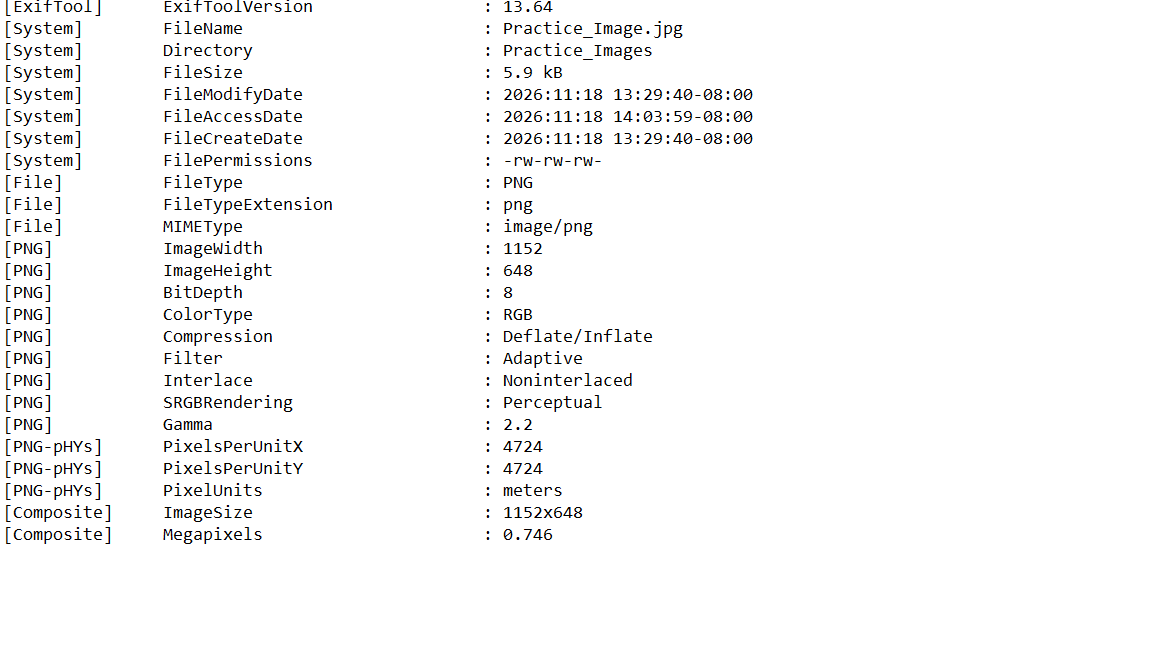 [ExifTool] ExifToolVersion : 13.64
[System] FileName : Practice_Image.jpg
[System] Directory : Practice_Images
[System] FileSize : 5.9 kB
[System] FileModifyDate : 2026:11:18 13:29:40-08:00
[System] FileAccessDate : 2026:11:18 14:03:59-08:00
[System] FileCreateDate : 2026:11:18 13:29:40-08:00
[System] FilePermissions : -rw-rw-rw-
[File] FileType : PNG
[File] FileTypeExtension : png
[File] MIMEType : image/png
[PNG] ImageWidth : 1152
[PNG] ImageHeight : 648
[PNG] BitDepth : 8
[PNG] ColorType : RGB
[PNG] Compression : Deflate/Inflate
[PNG] Filter : Adaptive
[PNG] Interlace : Noninterlaced
[PNG] SRGBRendering : Perceptual
[PNG] Gamma : 2.2
[PNG-pHYs] PixelsPerUnitX : 4724
[PNG-pHYs] PixelsPerUnitY : 4724
[PNG-pHYs] PixelUnits : meters
[Composite] ImageSize : 1152x648
[Composite] Megapixels : 0.746